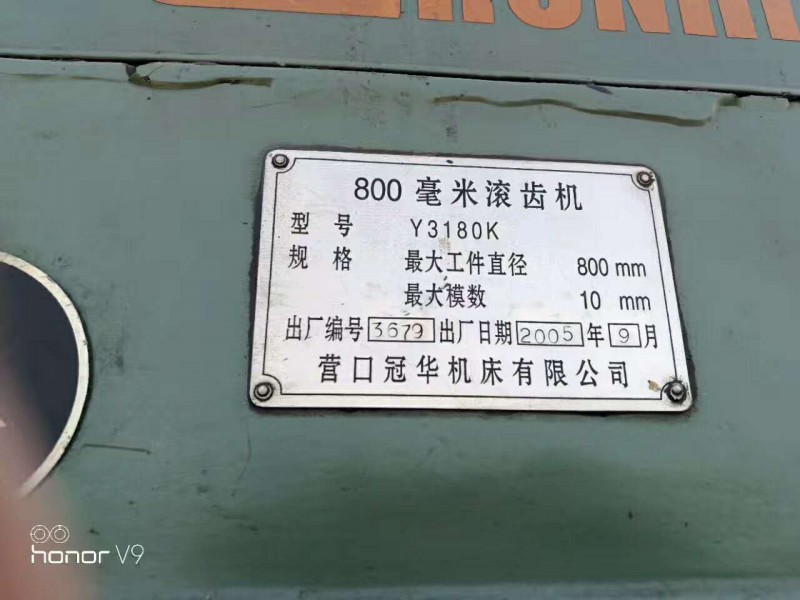 800 毫米滚齿机
型 号 Y3180K
规 格 最大工件直径 800 mm
最大模数 10 mm
出厂编号 3679 出厂日期 2005 年 9 月
营口冠华机床有限公司
honor V9